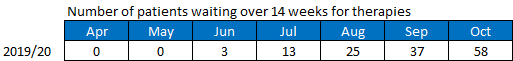 Number of patients waiting over 14 weeks for therapies
Apr May Jun Jul Aug Sep Oct
2019/20 0 0 3 13 25 37 58